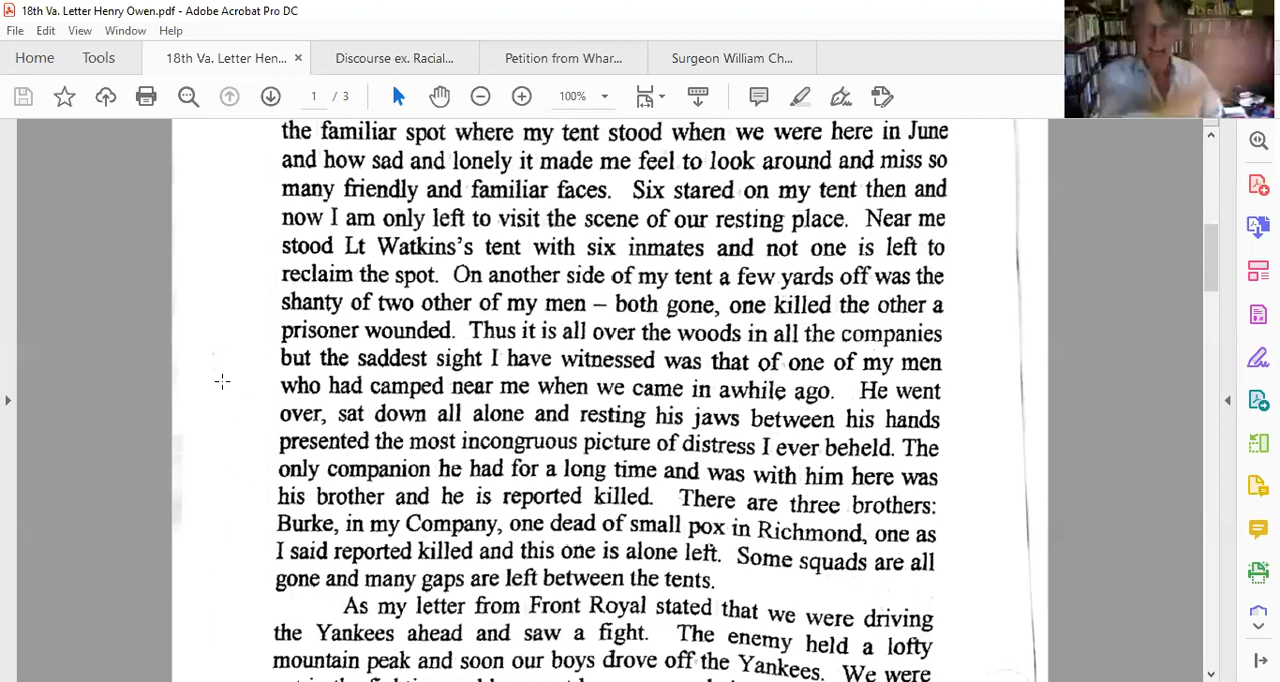 18th Va. Letter Henry Owen.pdf - Adobe Acrobat Pro DC
File Edit View Window Help
Home Tools 18th Va. Letter Hen... × Discourse ex. Racial... Petition from Whar... Surgeon William Ch...
1 / 3 100%
the familiar spot where my tent stood when we were here in June
and how sad and lonely it made me feel to look around and miss so
many friendly and familiar faces. Six stared on my tent then and
now I am only left to visit the scene of our resting place. Near me
stood Lt Watkins's tent with six inmates and not one is left to
reclaim the spot. On another side of my tent a few yards off was the
shanty of two other of my men – both gone, one killed the other a
prisoner wounded. Thus it is all over the woods in all the companies
but the saddest sight I have witnessed was that of one of my men
who had camped near me when we came in awhile ago. He went
over, sat down all alone and resting his jaws between his hands
presented the most incongruous picture of distress I ever beheld. The
only companion he had for a long time and was with him here was
his brother and he is reported killed. There are three brothers:
Burke, in my Company, one dead of small pox in Richmond, one as
I said reported killed and this one is alone left. Some squads are all
gone and many gaps are left between the tents.
As my letter from Front Royal stated that we were driving
the Yankees ahead and saw a fight. The enemy held a lofty
mountain peak and soon our boys drove off the Yankees. We were